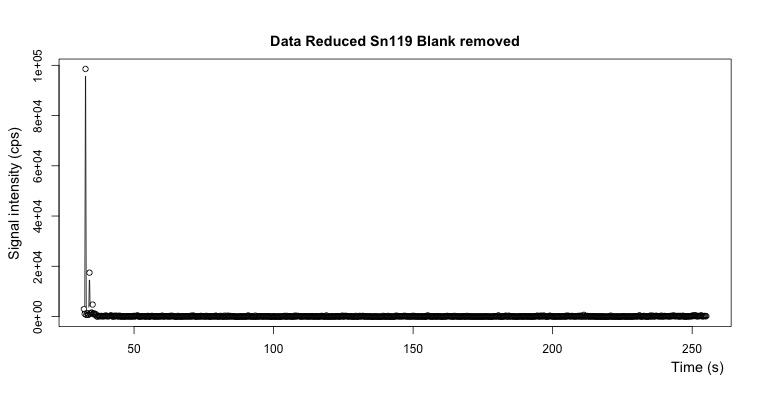 Data Reduced Sn119 Blank removed
Signal intensity (cps)
1e+05
8e+04
6e+04
4e+04
2e+04
0e+00
50
100
150
200
250
Time (s)